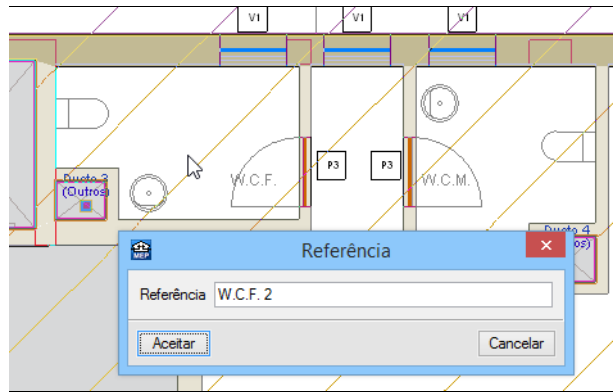 V1
V1
V1
P3
P3
W.C.F.
W.C.M.
Ducto 3
(Outros)
Ducto 4
MEP
Referência
Referência
W.C.F. 2
Aceitar
Cancelar